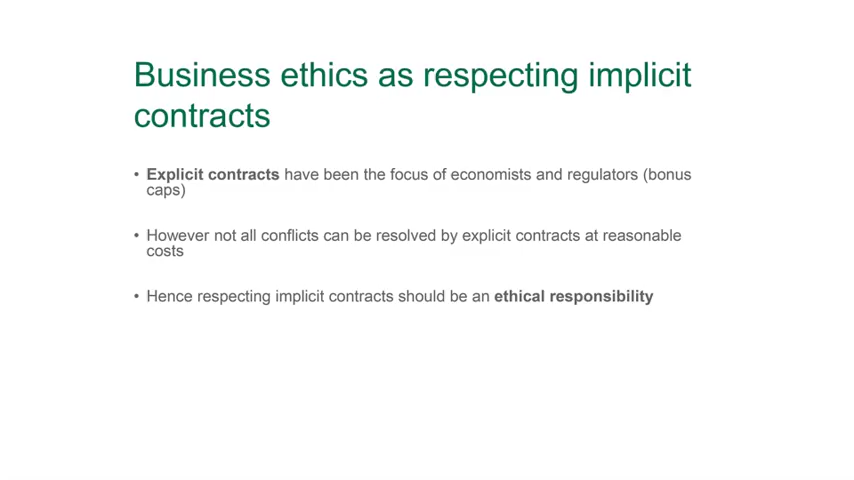 Business ethics as respecting implicit
contracts
• Explicit contracts have been the focus of economists and regulators (bonus
caps)
• However not all conflicts can be resolved by explicit contracts at reasonable
costs
• Hence respecting implicit contracts should be an ethical responsibility